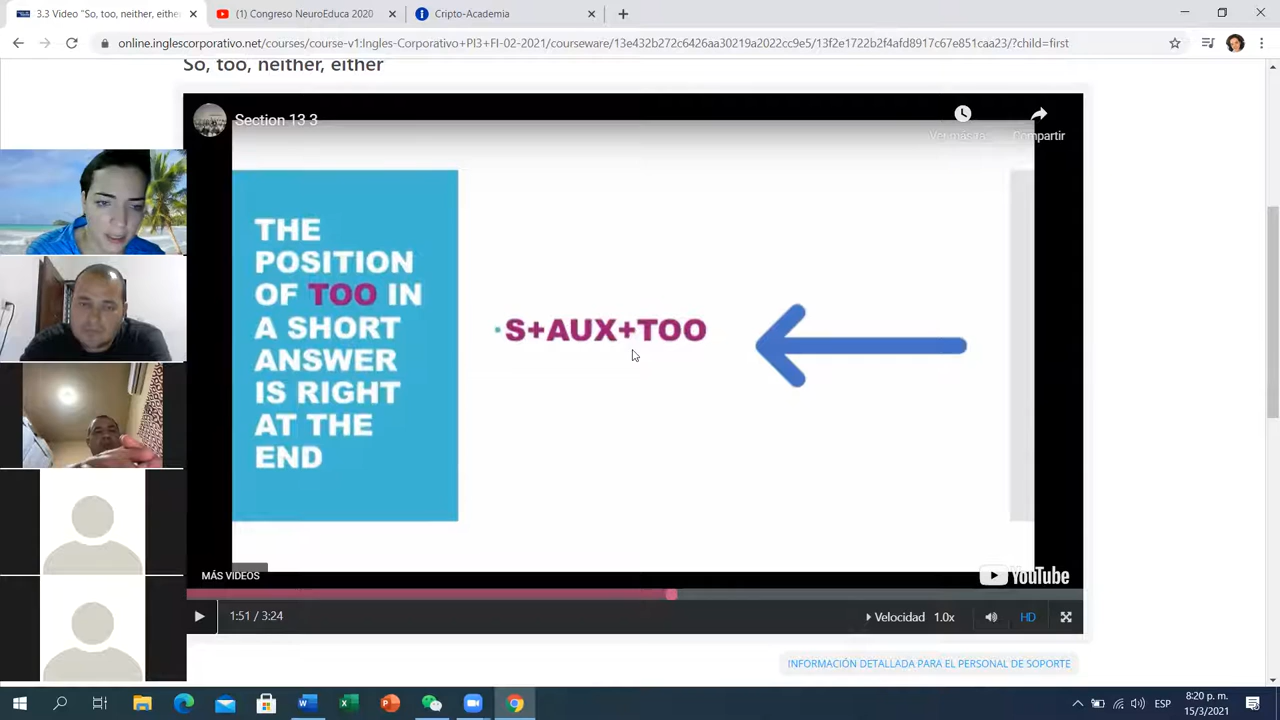 3.3 Video "So, too, neither, eithe
(1) Congreso NeuroEduca 2020
Cripto-Academia
online.inglescorporativo.net/courses/course-v1:Ingles-Corporativo+PI3+FI-02-2021/courseware/13e432b272c6426aa30219a2022cc9e5/13f2e1722b2f4afd8917c67e851caa23/?child=first
So, too, neither, either
Section 13 3
Ver más ta...
Compartir
THE
POSITION
OF TOO IN
A SHORT
ANSWER
IS RIGHT
AT THE
END
S+AUX+TOO
MÁS VIDEOS
YouTube
1:51 / 3:24
Velocidad 1.0x
HD
INFORMACIÓN DETALLADA PARA EL PERSONAL DE SOPORTE
ESP
8:20 p. m.
15/3/2021